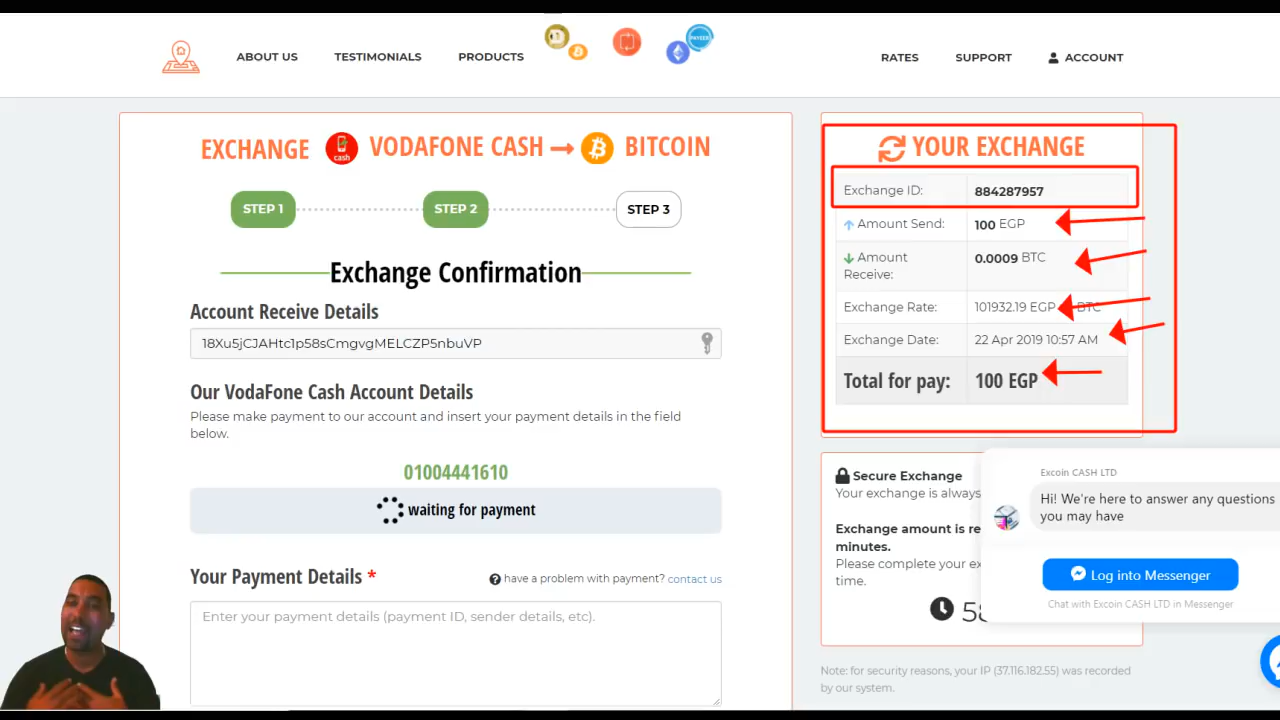 ABOUT US TESTIMONIALS PRODUCTS PAYEER RATES SUPPORT ACCOUNT
EXCHANGE cash VODAFONE CASH → BITCOIN
STEP 1 STEP 2 STEP 3
Exchange Confirmation
Account Receive Details
18Xu5jCJAHtc1p58sCmgvgMELCZP5nbuVP
Our VodaFone Cash Account Details
Please make payment to our account and insert your payment details in the field
below.
01004441610
waiting for payment
Your Payment Details * have a problem with payment? contact us
Enter your payment details (payment ID, sender details, etc).
YOUR EXCHANGE
Exchange ID: 884287957
Amount Send: 100 EGP
Amount
Receive: 0.0009 BTC
Exchange Rate: 101932.19 EGP BTC
Exchange Date: 22 Apr 2019 10:57 AM
Total for pay: 100 EGP
Secure Exchange
Your exchange is always
Exchange amount is re
minutes.
Please complete your ex
time.
58
Excoin CASH LTD
Hi! We're here to answer any questions
you may have
Log into Messenger
Chat with Excoin CASH LTD in Messenger
Note: for security reasons, your IP (37.116.182.55) was recorded
by our system.